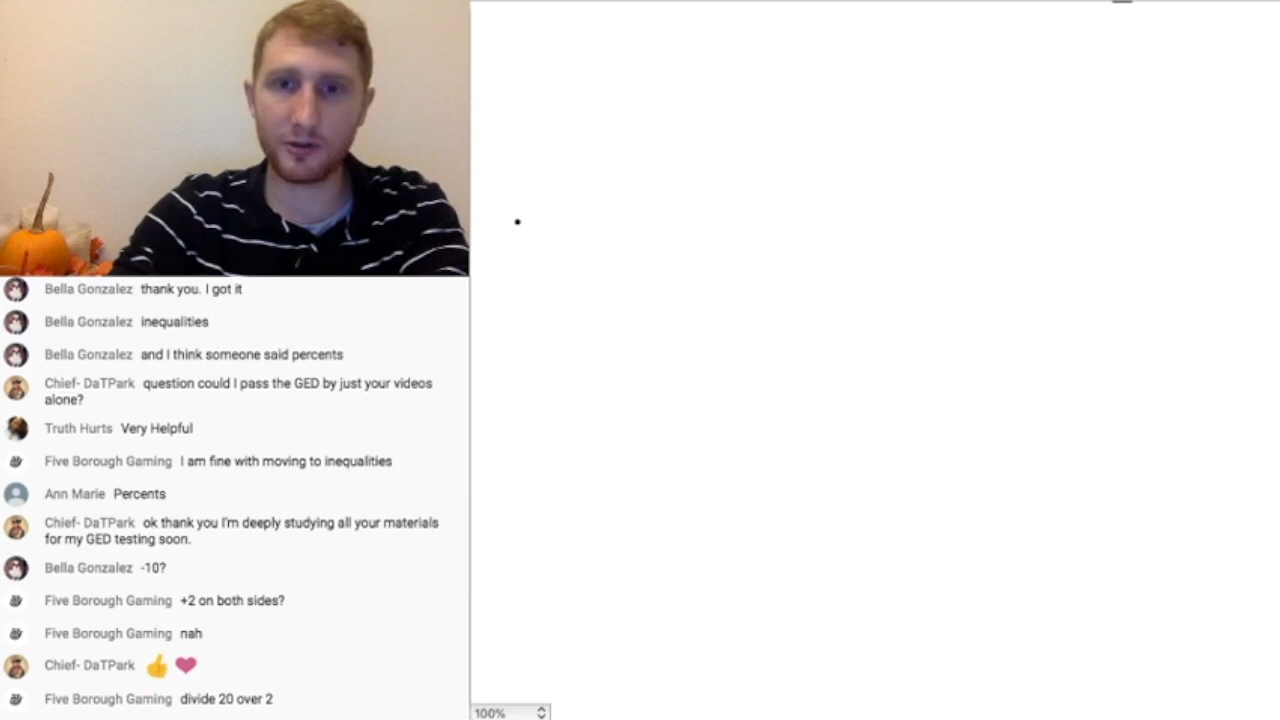 Bella Gonzalez thank you. I got it
Bella Gonzalez inequalities
Bella Gonzalez and I think someone said percents
Chief- DaTPark question could I pass the GED by just your videos
alone?
Truth Hurts Very Helpful
Five Borough Gaming I am fine with moving to inequalities
Ann Marie Percents
Chief- DaTPark ok thank you I'm deeply studying all your materials
for my GED testing soon.
Bella Gonzalez -10?
Five Borough Gaming +2 on both sides?
Five Borough Gaming nah
Chief- DaTPark 👍 ❤
Five Borough Gaming divide 20 over 2
100%